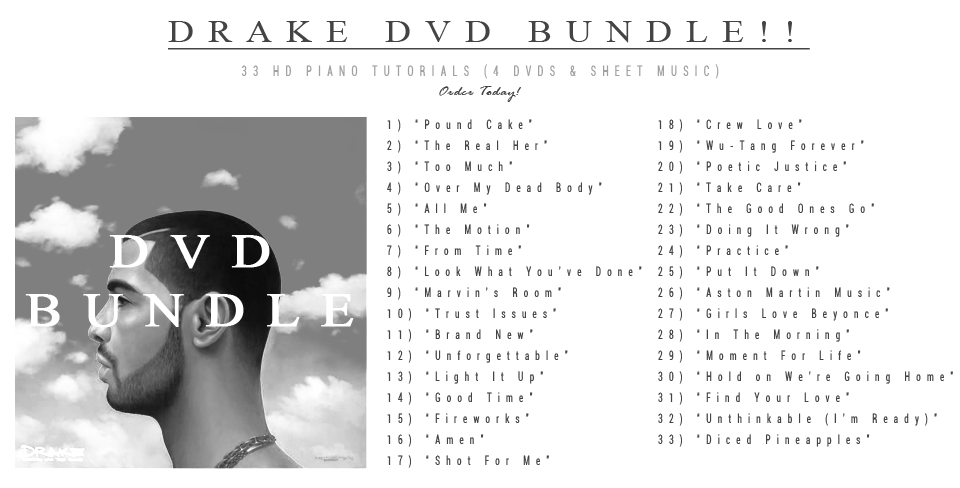 DRAKE DVD BUNDLE!!
33 HD PIANO TUTORIALS (4 DVDS & SHEET MUSIC)
Order Today!
DVD
BUNDLE
DRAKE
1) "Pound Cake"
2) "The Real Her"
3) "Too Much"
4) "Over My Dead Body"
5) "All Me"
6) "The Motion"
7) "From Time"
8) "Look What You've Done"
9) "Marvin's Room"
10) "Trust Issues"
11) "Brand New"
12) "Unforgettable"
13) "Light It Up"
14) "Good Time"
15) "Fireworks"
16) "Amen"
17) "Shot For Me"
18) "Crew Love"
19) "Wu-Tang Forever"
20) "Poetic Justice"
21) "Take Care"
22) "The Good Ones Go"
23) "Doing It Wrong"
24) "Practice"
25) "Put It Down"
26) "Aston Martin Music"
27) "Girls Love Beyonce"
28) "In The Morning"
29) "Moment For Life"
30) "Hold on We're Going Home"
31) "Find Your Love"
32) "Unthinkable (I'm Ready)"
33) "Diced Pineapples"